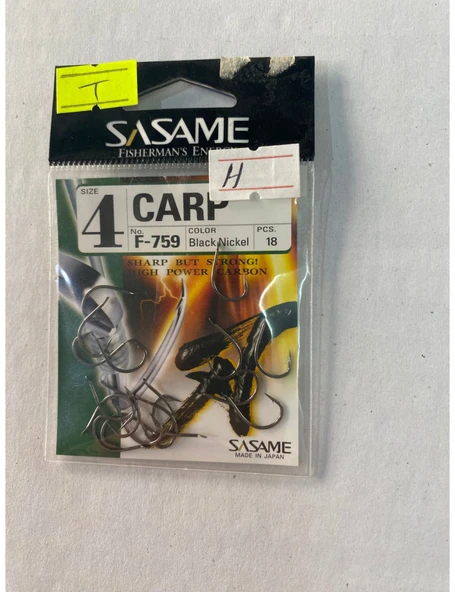 T
SASAME
FISHERMAN'S
H
SIZE
4
CARP
No. F-759
COLOR Black Nickel
PCS. 18
SHARP BUT STRONG!
HIGH POWER CARBON
SASAME
MADE IN JAPAN